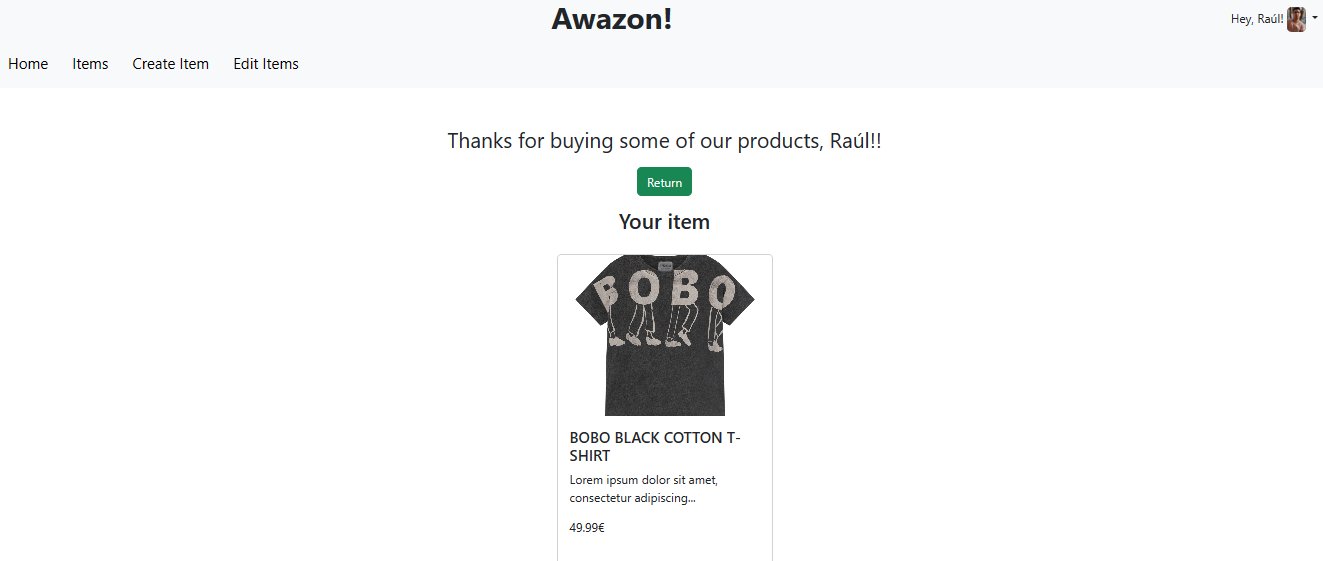 Awazon!
Hey, Raúl!
Home Items Create Item Edit Items
Thanks for buying some of our products, Raúl!!
Return
Your item
BOBO
BOBO BLACK COTTON T-
SHIRT
Lorem ipsum dolor sit amet,
consectetur adipiscing...
49.99€